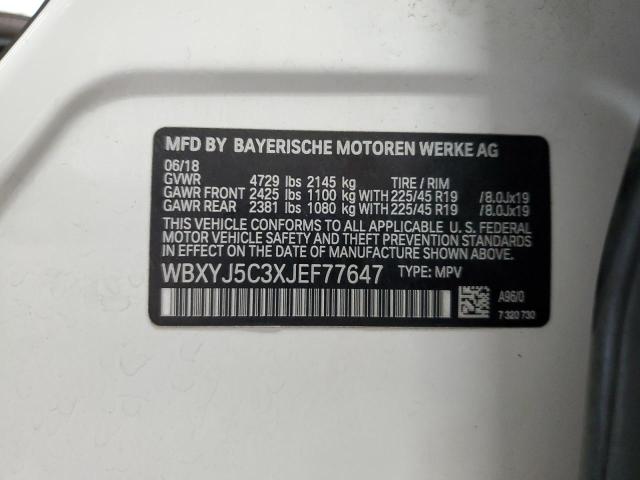 MFD BY BAYERISCHE MOTOREN WERKE AG
06/18
GVWR 4729 lbs 2145 kg TIRE / RIM
GAWR FRONT 2425 lbs 1100 kg WITH 225/45 R19 /8.0Jx19
GAWR REAR 2381 lbs 1080 kg WITH 225/45 R19 /8.0Jx19
THIS VEHICLE CONFORMS TO ALL APPLICABLE U. S. FEDERAL
MOTOR VEHICLE SAFETY, BUMPER, AND THEFT PREVENTION
STANDARDS IN EFFECT ON THE DATE OF MANUFACTURE SHOWN ABOVE.
WBXYJ5C3XJEF77647 TYPE: MPV
A96/0
7 320 730